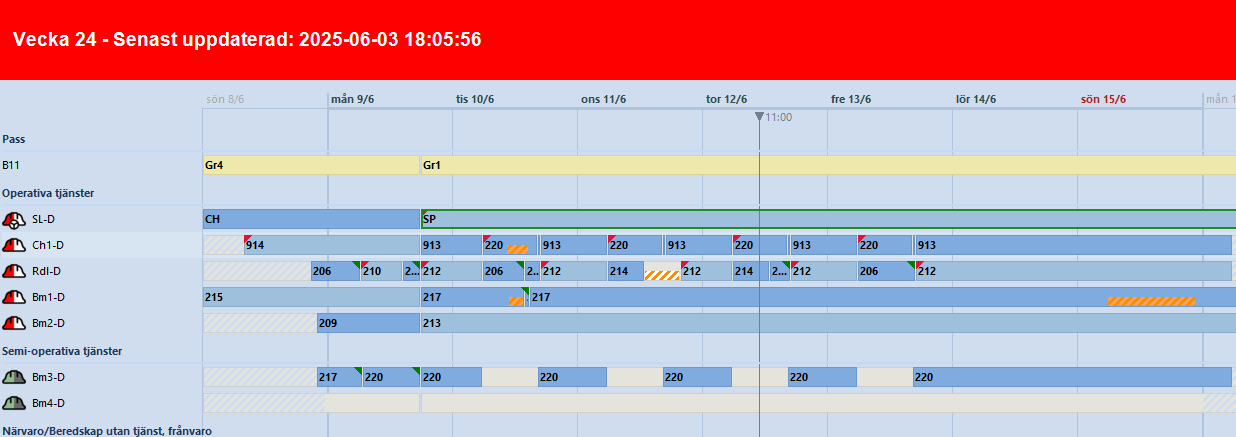 Vecka 24 - Senast uppdaterad: 2025-06-03 18:05:56
sön 8/6 mån 9/6 tis 10/6 ons 11/6 tor 12/6 fre 13/6 lör 14/6 sön 15/6 mån 1
11:00
Pass
B11 Gr4 Gr1
Operativa tjänster
SL-D CH SP
Ch1-D 914 913 220 913 220 913 220 913 220 913
Rdl-D 206 210 2... 212 206 2.. 212 214 212 214 2... 212 206 212
Bm1-D 215 217 . 217
Bm2-D 209 213
Semi-operativa tjänster
Bm3-D 217 220 220 220 220 220 220
Bm4-D
Närvaro/Beredskap utan tjänst, frånvaro